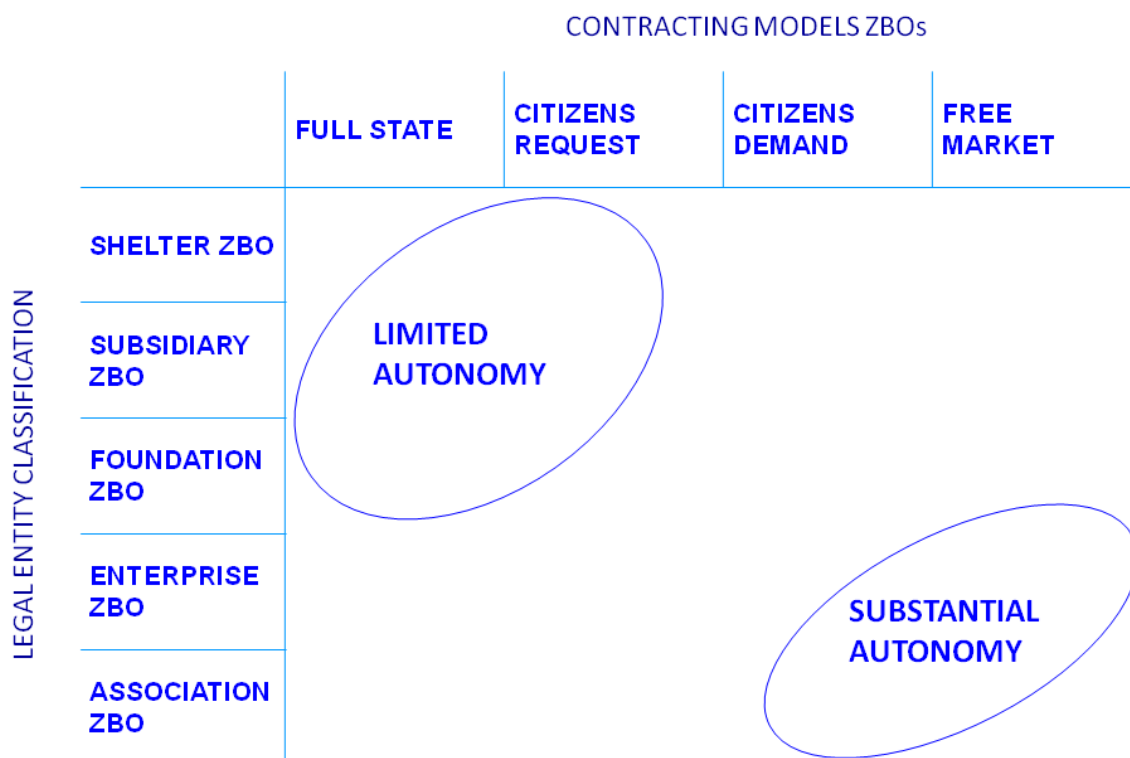 CONTRACTING MODELS ZBOs
FULL STATE
CITIZENS
REQUEST
CITIZENS
DEMAND
FREE
MARKET
LEGAL ENTITY CLASSIFICATION
SHELTER ZBO
SUBSIDIARY
ZBO
FOUNDATION
ZBO
ENTERPRISE
ZBO
ASSOCIATION
ZBO
LIMITED
AUTONOMY
SUBSTANTIAL
AUTONOMY